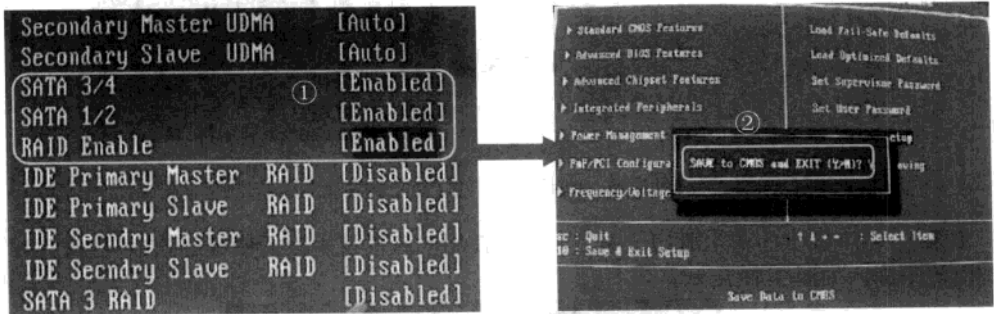 Secondary Master UDMA [Auto]
Secondary Slave UDMA [Auto]
SATA 3/4 [Enabled]
①
SATA 1/2 [Enabled]
RAID Enable [Enabled]
IDE Primary Master RAID [Disabled]
IDE Primary Slave RAID [Disabled]
IDE Secndry Master RAID [Disabled]
IDE Secndry Slave RAID [Disabled]
SATA 3 RAID [Disabled]
Standard CMOS Features
Load Fail-Safe Defaults
Advanced BIOS Features
Load Optimized Defaults
Advanced Chipset Features
Set Supervisor Password
Integrated Peripherals
Set User Password
②
Power Management
etup
PnP/PCI Configura
SAVE to CMOS and EXIT (Y/N)? Y
Frequency/Voltage
: Quit
: Select Item
: Save & Exit Setup
Save Data to CMOS